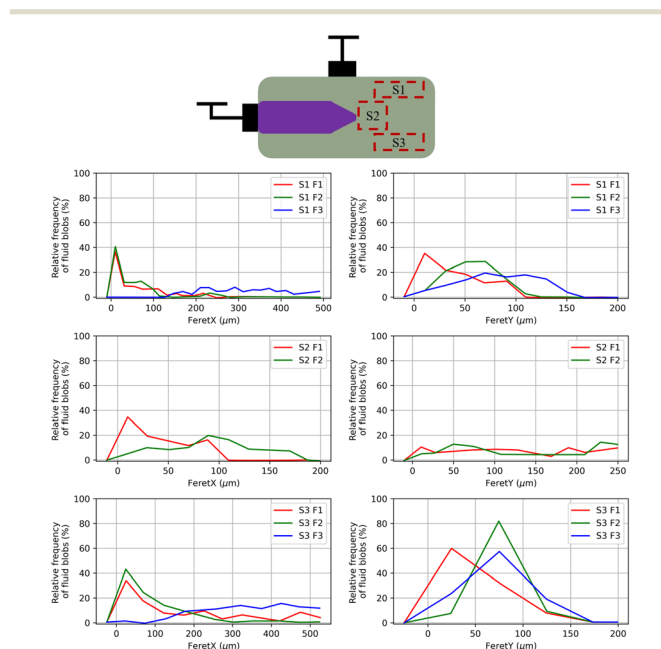 S1
S2
S3
100
80
60
40
20
0
Relative frequency
of fluid blobs (%)
S1 F1
S1 F2
S1 F3
0 100 200 300 400 500
FeretX (μm)
100
80
60
40
20
0
Relative frequency
of fluid blobs (%)
S1 F1
S1 F2
S1 F3
0 50 100 150 200
FeretY (μm)
100
80
60
40
20
0
Relative frequency
of fluid blobs (%)
S2 F1
S2 F2
0 50 100 150 200
FeretX (μm)
100
80
60
40
20
0
Relative frequency
of fluid blobs (%)
S2 F1
S2 F2
0 50 100 150 200 250
FeretY (μm)
100
80
60
40
20
0
Relative frequency
of fluid blobs (%)
S3 F1
S3 F2
S3 F3
0 100 200 300 400 500
FeretX (μm)
100
80
60
40
20
0
Relative frequency
of fluid blobs (%)
S3 F1
S3 F2
S3 F3
0 50 100 150 200
FeretY (μm)